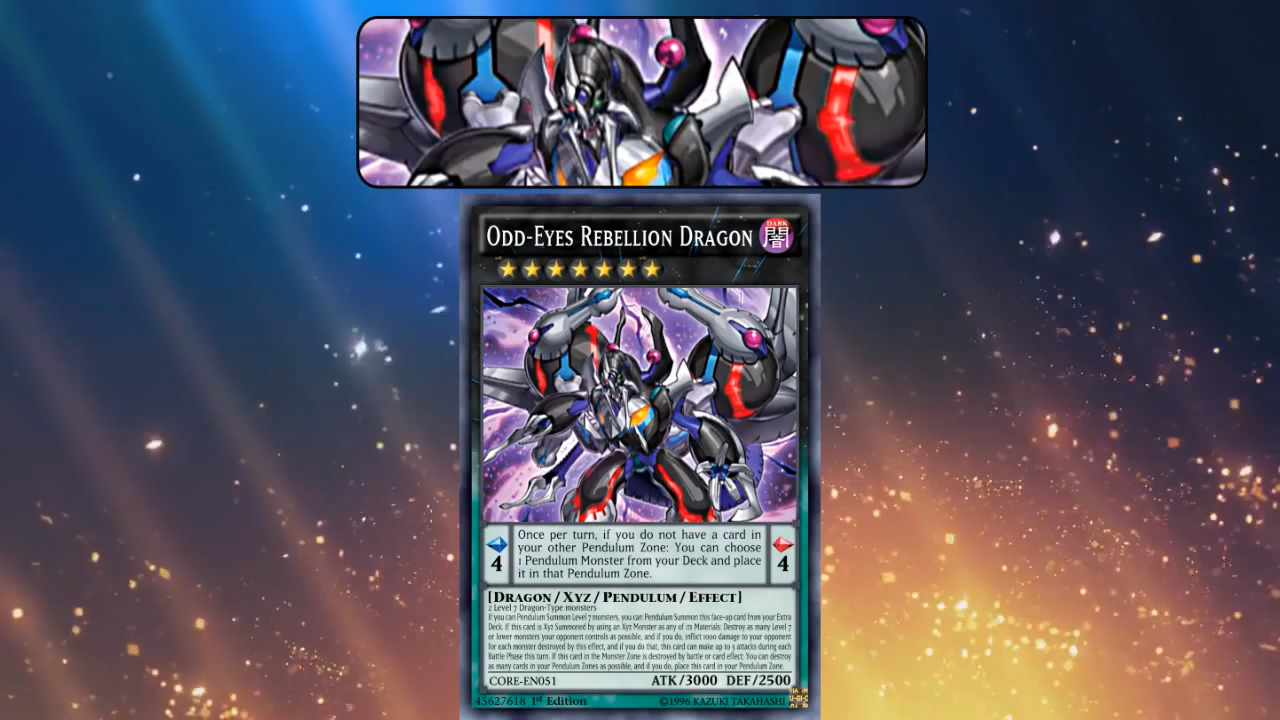 Odd-Eyes Rebellion Dragon
DARK
闇
Once per turn, if you do not have a card in
your other Pendulum Zone: You can choose
1 Pendulum Monster from your Deck and place
it in that Pendulum Zone.
4
4
[Dragon / Xyz / Pendulum / Effect]
2 Level 7 Dragon-Type monsters
If you can Pendulum Summon Level 7 monsters, you can Pendulum Summon this face-up card from your Extra
Deck. If this card is Xyz Summoned by using an Xyz Monster as any of its Materials: Destroy as many Level 7
or lower monsters your opponent controls as possible, and if you do, inflict 1000 damage to your opponent
for each monster destroyed by this effect, and if you do that, this card can make up to 3 attacks during each
Battle Phase this turn. If this card in the Monster Zone is destroyed by battle or card effect: You can destroy
as many cards in your Pendulum Zones as possible, and if you do, place this card in your Pendulum Zone.
CORE-EN051
ATK/3000 DEF/2500
45627618 1st Edition
©1996 KAZUKI TAKAHASHI